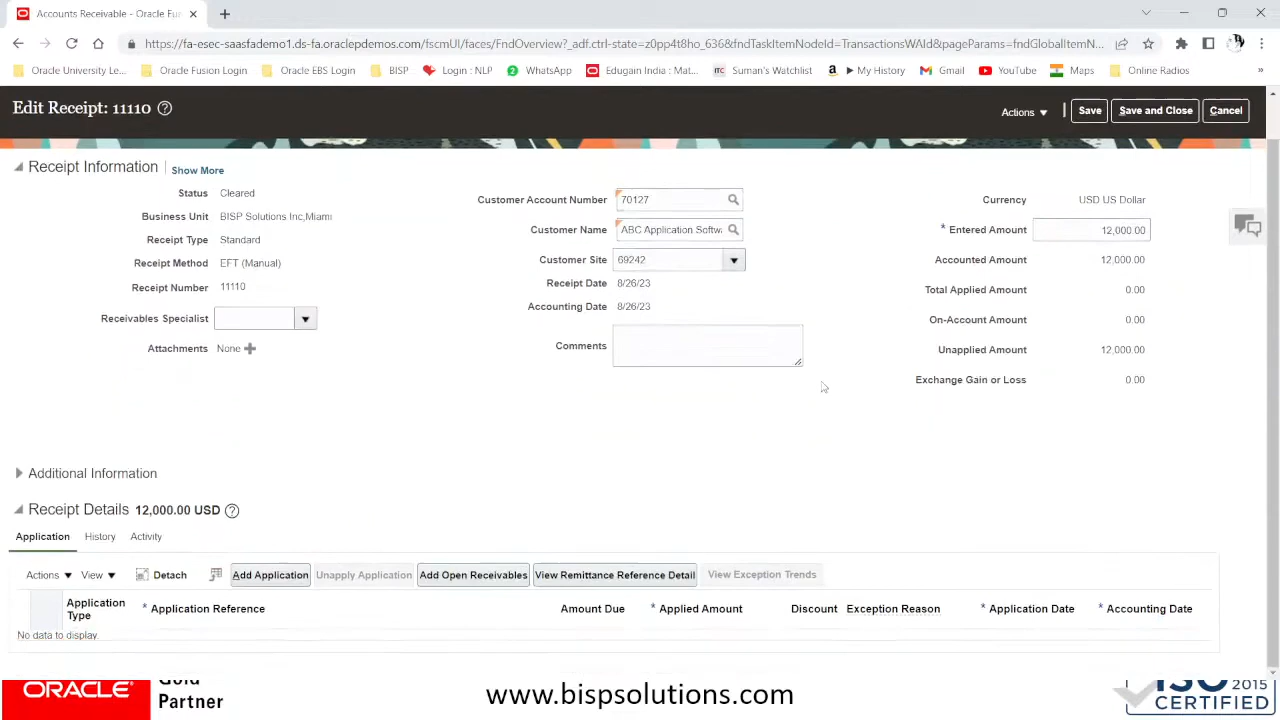 Accounts Receivable - Oracle Fu
https://fa-esec-saasfademo1.ds-fa.oraclepdemos.com/fscmUI/faces/FndOverview?_adf.ctrl-state=z0pp4t8ho_636&fndTaskItemNodeId=TransactionsWAId&pageParams=fndGlobalItemN...
Oracle University Le... Oracle Fusion Login Oracle EBS Login BISP Login : NLP WhatsApp Edugain India : Mat... ITC Suman's Watchlist ▶ My History Gmail YouTube Maps Online Radios »
Edit Receipt: 11110 Actions Save Save and Close Cancel
Receipt Information Show More
Status Cleared
Business Unit BISP Solutions Inc,Miami
Receipt Type Standard
Receipt Method EFT (Manual)
Receipt Number 11110
Receivables Specialist
Attachments None
Customer Account Number 70127
Customer Name ABC Application Softw
Customer Site 69242
Receipt Date 8/26/23
Accounting Date 8/26/23
Comments
Currency USD US Dollar
* Entered Amount 12,000.00
Accounted Amount 12,000.00
Total Applied Amount 0.00
On-Account Amount 0.00
Unapplied Amount 12,000.00
Exchange Gain or Loss 0.00
Additional Information
Receipt Details 12,000.00 USD
Application History Activity
Actions View Detach Add Application Unapply Application Add Open Receivables View Remittance Reference Detail View Exception Trends
Application Type * Application Reference Amount Due * Applied Amount Discount Exception Reason * Application Date * Accounting Date
No data to display.
ORACLE Gold
Partner
www.bispsolutions.com
ISO 2015
CERTIFIED